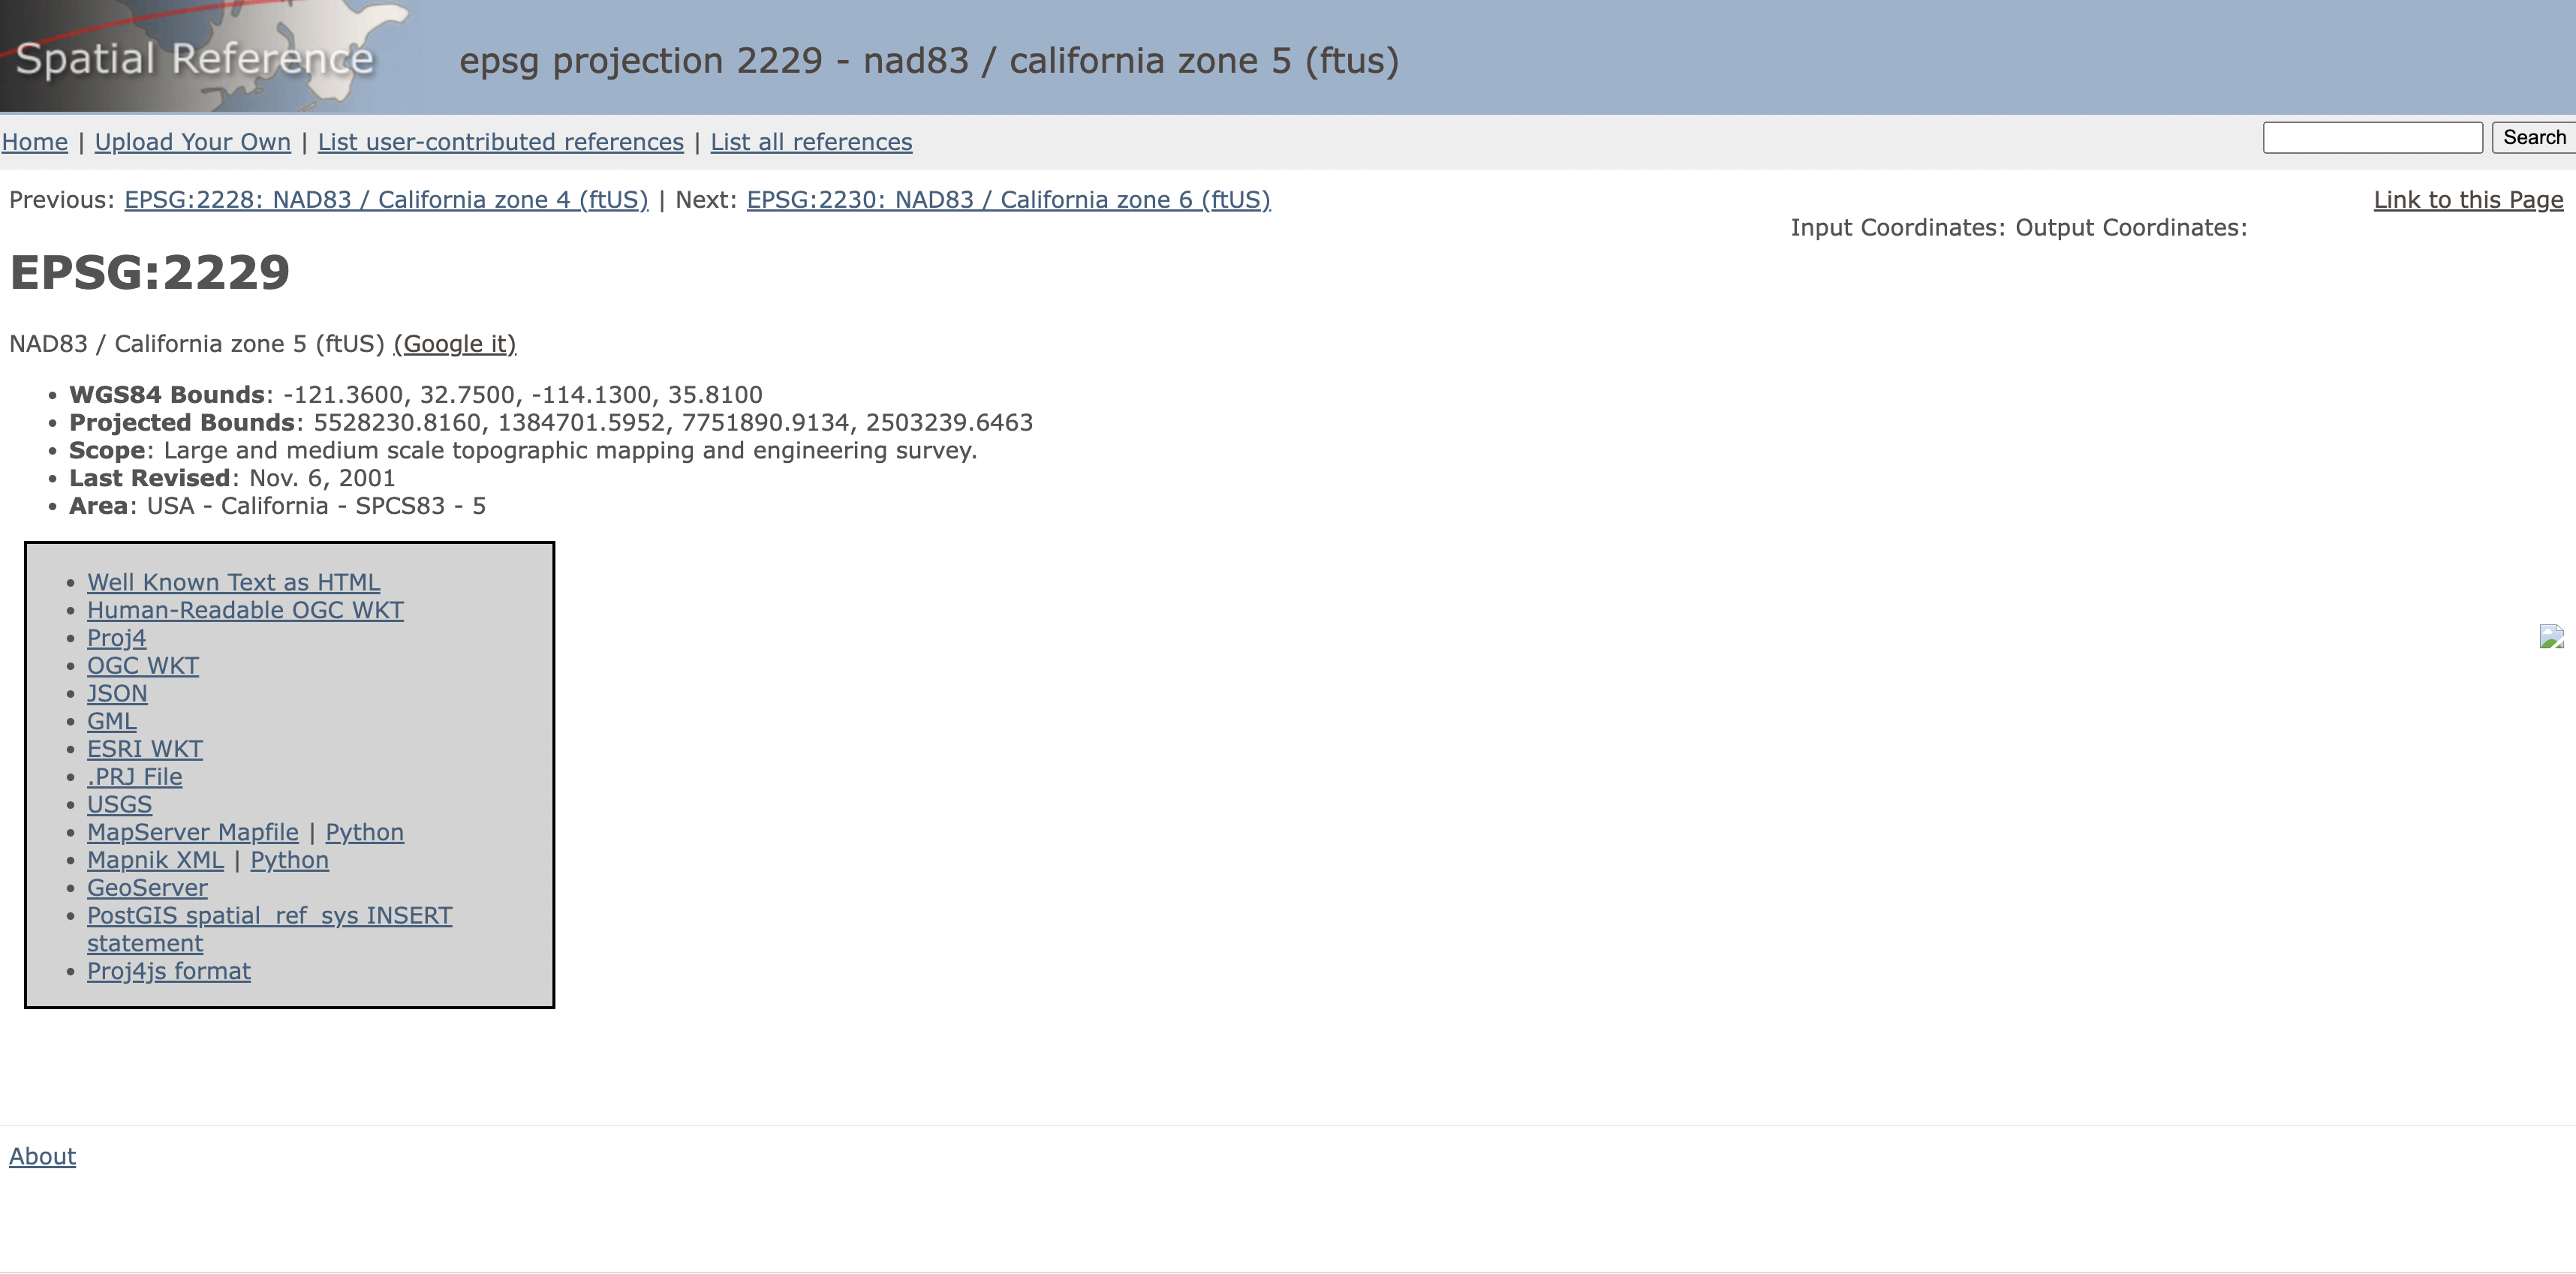 Spatial Reference
epsg projection 2229 - nad83 / california zone 5 (ftus)
Home | Upload Your Own | List user-contributed references | List all references
Search
Previous: EPSG:2228: NAD83 / California zone 4 (ftUS) | Next: EPSG:2230: NAD83 / California zone 6 (ftUS)
Link to this Page
Input Coordinates: Output Coordinates:
EPSG:2229
NAD83 / California zone 5 (ftUS) (Google it)
• WGS84 Bounds: -121.3600, 32.7500, -114.1300, 35.8100
• Projected Bounds: 5528230.8160, 1384701.5952, 7751890.9134, 2503239.6463
• Scope: Large and medium scale topographic mapping and engineering survey.
• Last Revised: Nov. 6, 2001
• Area: USA - California - SPCS83 - 5
• Well Known Text as HTML
• Human-Readable OGC WKT
• Proj4
• OGC WKT
• JSON
• GML
• ESRI WKT
• .PRJ File
• USGS
• MapServer Mapfile | Python
• Mapnik XML | Python
• GeoServer
• PostGIS spatial_ref_sys INSERT
statement
• Proj4js format
About